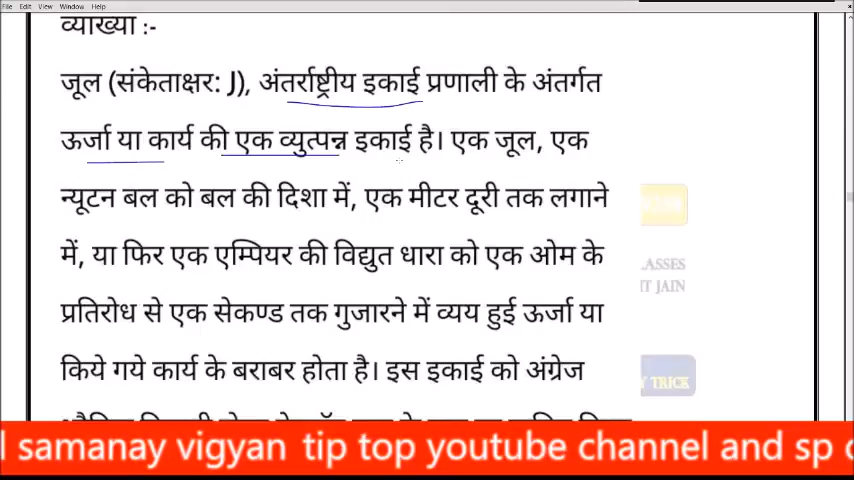 File Edit View Window Help
व्याख्या :-
जूल (संकेताक्षर: J), अंतर्राष्ट्रीय इकाई प्रणाली के अंतर्गत
ऊर्जा या कार्य की एक व्युत्पन्न इकाई है। एक जूल, एक
न्यूटन बल को बल की दिशा में, एक मीटर दूरी तक लगाने
में, या फिर एक एम्पियर की विद्युत धारा को एक ओम के
प्रतिरोध से एक सेकण्ड तक गुजारने में व्यय हुई ऊर्जा या
किये गये कार्य के बराबर होता है। इस इकाई को अंग्रेज
LASSES
IT JAIN
Y TRICK
l samanay vigyan tip top youtube channel and sp